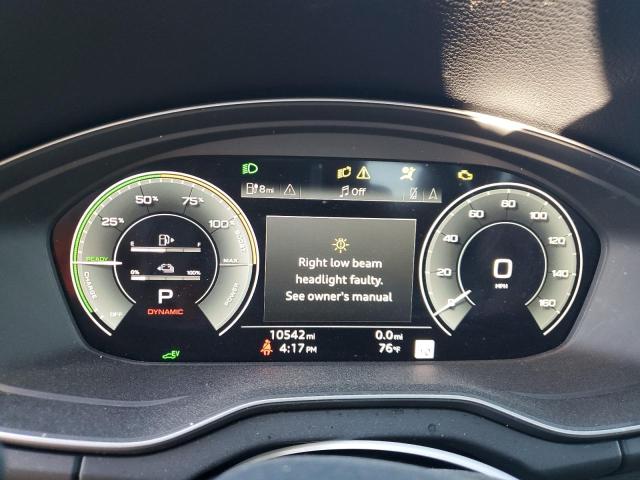 8mi
Off
50%
75%
25%
100
BOOST
E F
0% 100%
READY
MAX
CHARGE
POWER
OFF
P
DYNAMIC
EV
Right low beam
headlight faulty.
See owner's manual
10542mi 0.0mi
4:17PM 76°F
80
60 100
40 120
20 140
0 160
0
MPH